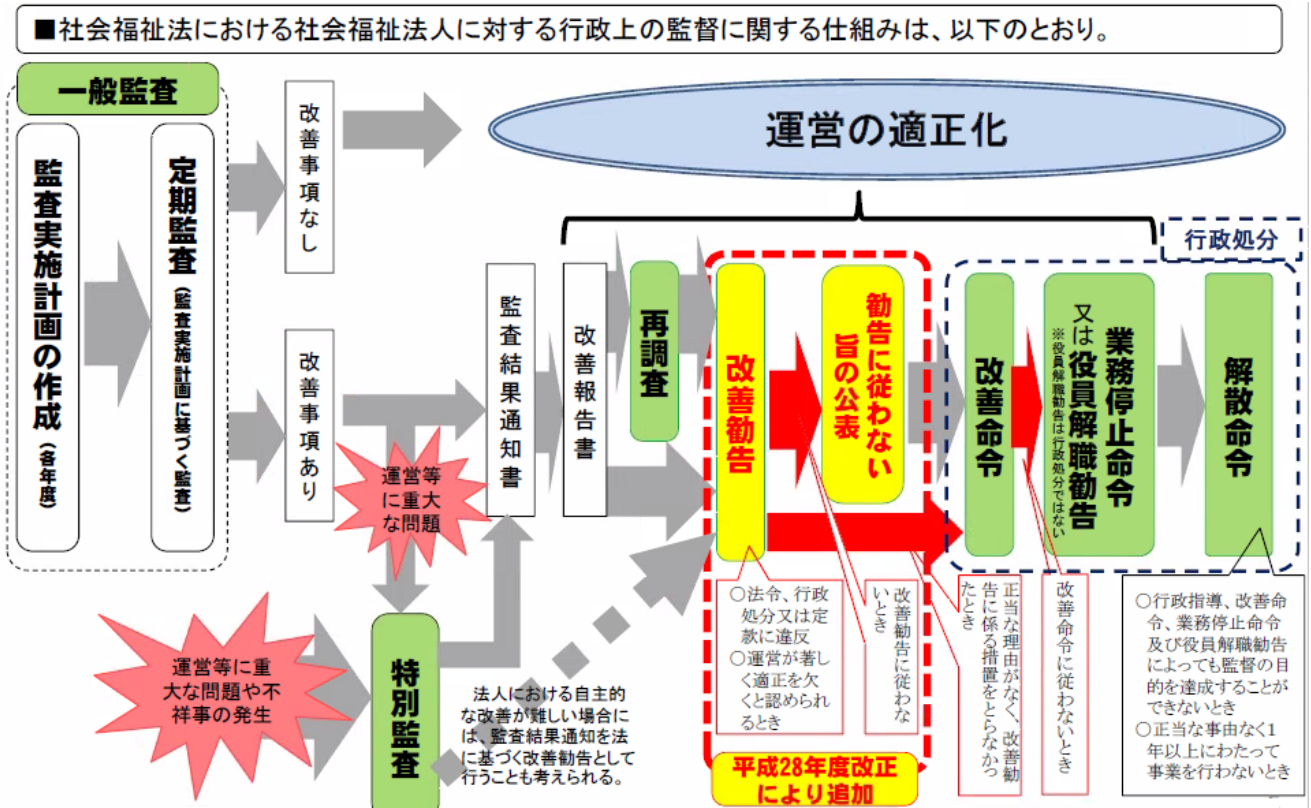 ■社会福祉法における社会福祉法人に対する行政上の監督に関する仕組みは、以下のとおり。
一般監査
監査実施計画の作成（各年度）
定期監査（監査実施計画に基づく監査）
改善事項なし
運営の適正化
改善事項あり
運営等
に重大
な問題
監査結果通知書
改善報告書
再調査
改善勧告
勧告に従わない
旨の公表
行政処分
改善命令
業務停止命令
又は役員解職勧告
※役員解職勧告は行政処分ではない
解散命令
運営等に重
大な問題や不
祥事の発生
特別監査
法人における自主的
な改善が難しい場合に
は、監査結果通知を法
に基づく改善勧告として
行うことも考えられる。
○法令、行政
処分又は定
款に違反
○運営が著し
く適正を欠
くと認められ
るとき
改善勧告に従わな
いとき
平成28年度改正
により追加
正当な理由がなく、改善勧
告に係る措置をとらなかっ
たとき
改善命令に従わないとき
○行政指導、改善命
令、業務停止命令
及び役員解職勧告
によっても監督の目
的を達成することが
できないとき
○正当な事由なく1
年以上にわたって
事業を行わないとき